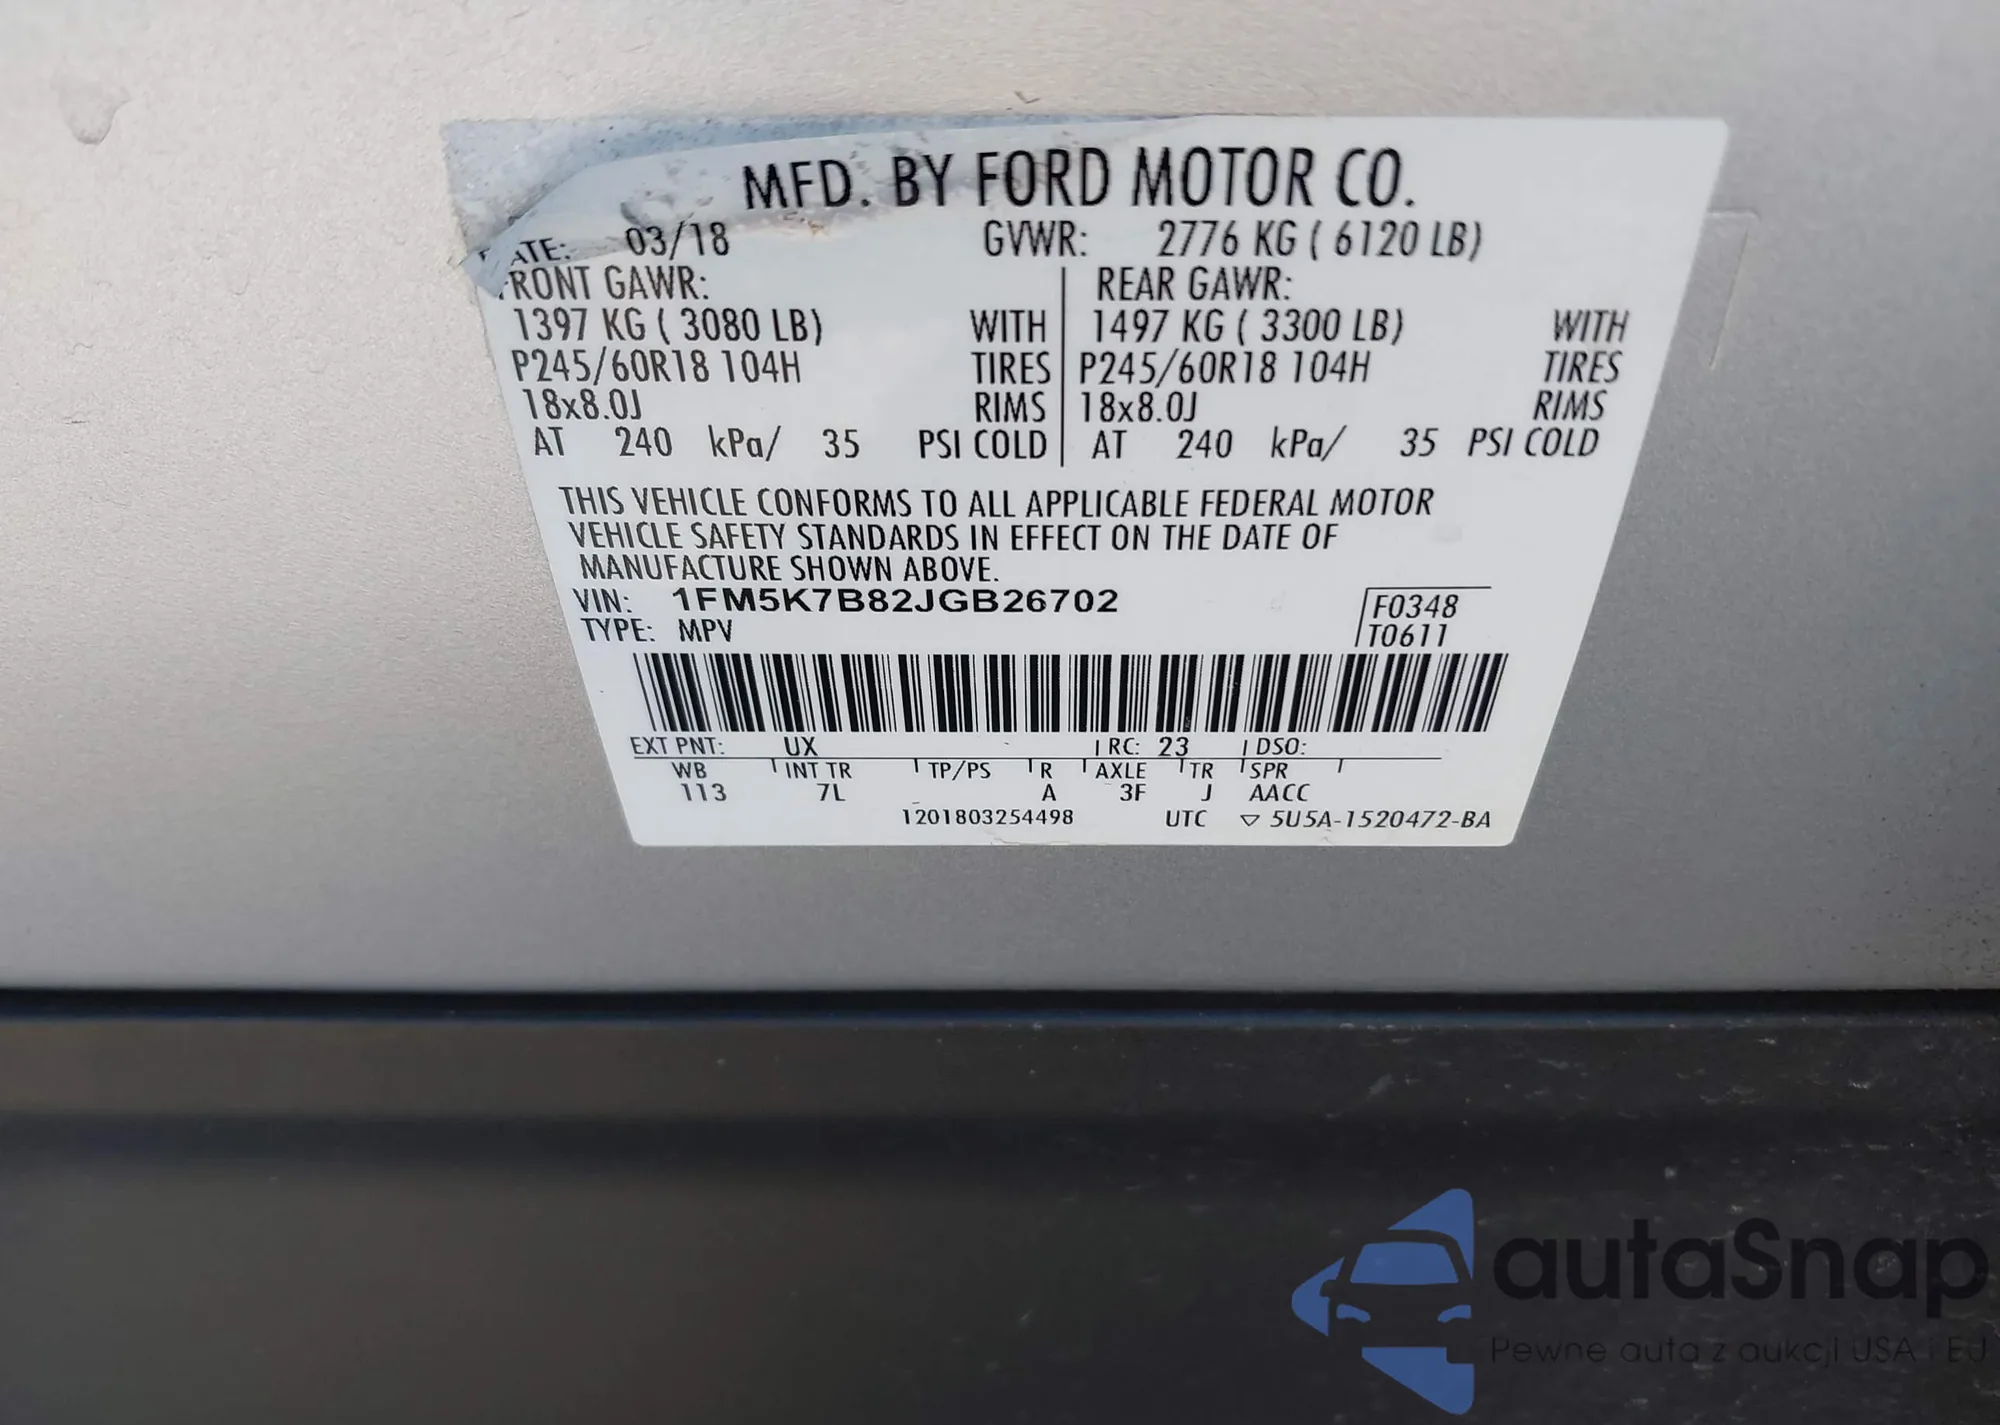 MFD. BY FORD MOTOR CO.
DATE: 03/18 GVWR: 2776 KG ( 6120 LB)
FRONT GAWR: REAR GAWR:
1397 KG ( 3080 LB) WITH 1497 KG ( 3300 LB) WITH
P245/60R18 104H TIRES P245/60R18 104H TIRES
18x8.0J RIMS 18x8.0J RIMS
AT 240 kPa/ 35 PSI COLD AT 240 kPa/ 35 PSI COLD
THIS VEHICLE CONFORMS TO ALL APPLICABLE FEDERAL MOTOR
VEHICLE SAFETY STANDARDS IN EFFECT ON THE DATE OF
MANUFACTURE SHOWN ABOVE.
VIN: 1FM5K7B82JGB26702 F0348
TYPE: MPV T0611
EXT PNT: UX RC: 23 DSO:
WB INT TR TP/PS R AXLE TR SPR
113 7L A 3F J AACC
1201803254498 UTC ▽ 5U5A-1520472-BA
autaSnap
Pewne auta z aukcji USA i EU